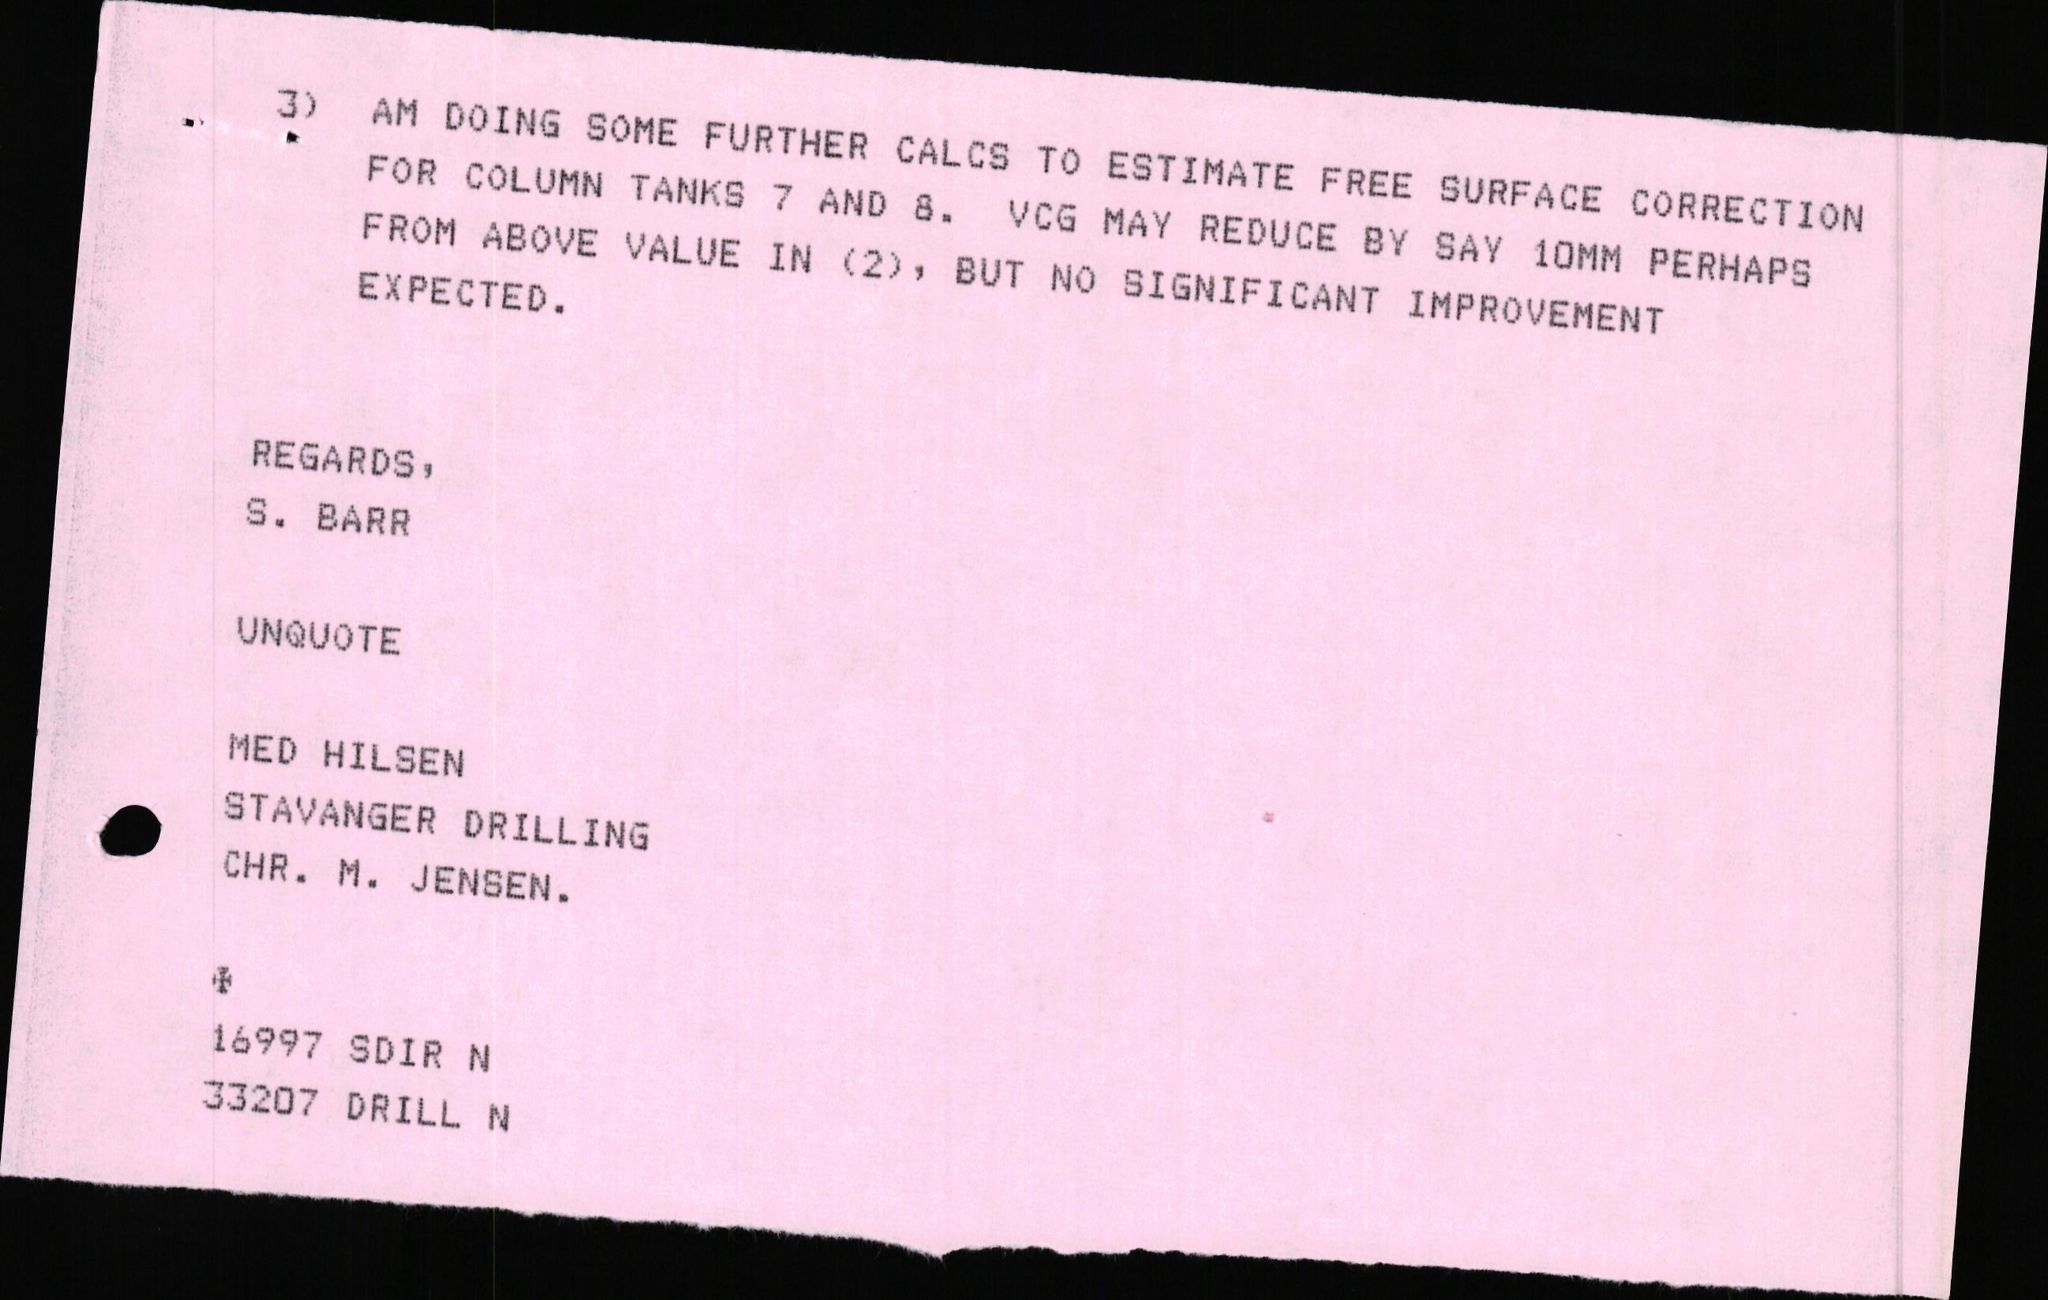 3) AM DOING SOME FURTHER CALCS TO ESTIMATE FREE SURFACE CORRECTION
FOR COLUMN TANKS 7 AND 8. VCG MAY REDUCE BY SAY 10MM PERHAPS
FROM ABOVE VALUE IN (2), BUT NO SIGNIFICANT IMPROVEMENT
EXPECTED.
REGARDS,
S. BARR
UNQUOTE
MED HILSEN
STAVANGER DRILLING
CHR. M. JENSEN.
✠
16997 SDIR N
33207 DRILL N